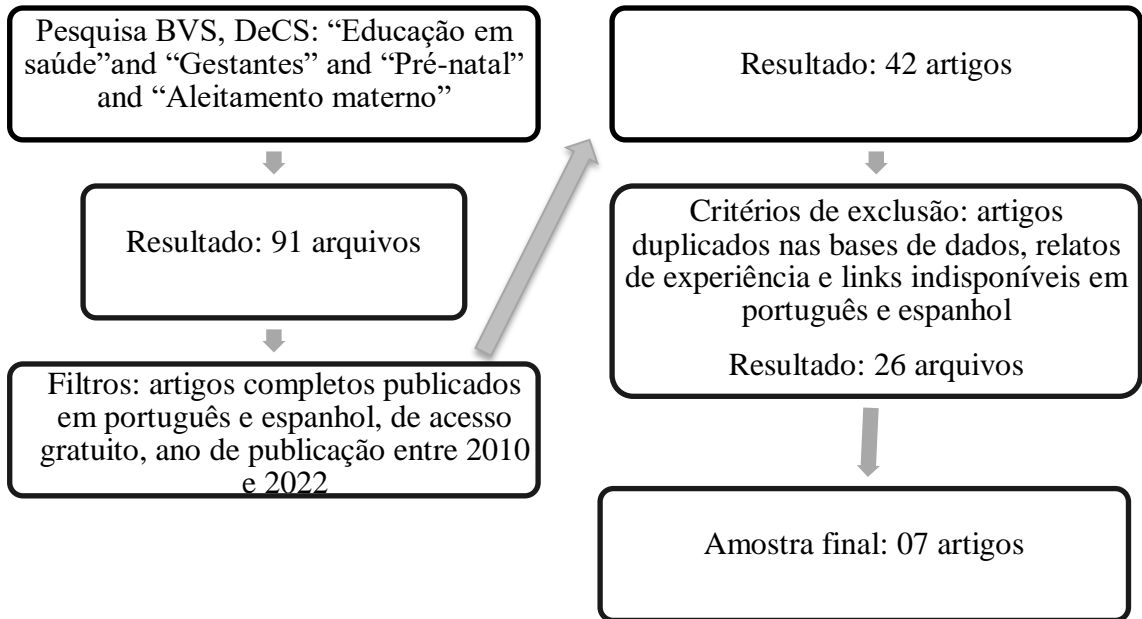 Pesquisa BVS, DeCS: “Educação em
saúde”and “Gestantes” and “Pré-natal”
and “Aleitamento materno”
Resultado: 91 arquivos
Filtros: artigos completos publicados
em português e espanhol, de acesso
gratuito, ano de publicação entre 2010
e 2022
Resultado: 42 artigos
Critérios de exclusão: artigos
duplicados nas bases de dados, relatos
de experiência e links indisponíveis em
português e espanhol
Resultado: 26 arquivos
Amostra final: 07 artigos